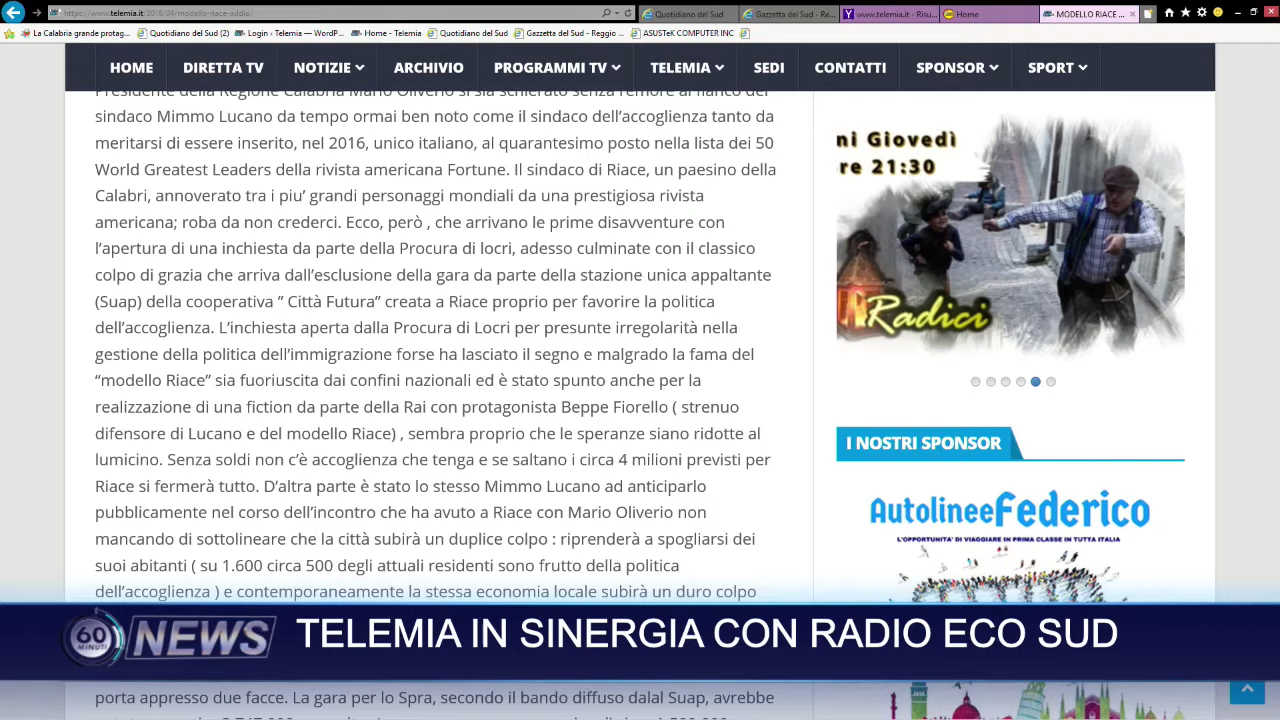 https://www.telemia.it/2018/04/modello-riace-addio/
Quotidiano del Sud
Gazzetta del Sud - Re...
www.telemia.it - Risu...
Home
MODELLO RIACE ...
La Calabria grande protag...
Quotidiano del Sud (2)
Login ‹ Telemia — WordP...
Home - Telemia
Quotidiano del Sud
Gazzetta del Sud - Reggio ...
ASUSTeK COMPUTER INC
HOME
DIRETTA TV
NOTIZIE
ARCHIVIO
PROGRAMMI TV
TELEMIA
SEDI
CONTATTI
SPONSOR
SPORT
Presidente della Regione Calabria Mario Oliverio si sia schierato senza remore al fianco del
sindaco Mimmo Lucano da tempo ormai ben noto come il sindaco dell’accoglienza tanto da
meritarsi di essere inserito, nel 2016, unico italiano, al quarantesimo posto nella lista dei 50
World Greatest Leaders della rivista americana Fortune. Il sindaco di Riace, un paesino della
Calabri, annoverato tra i piu’ grandi personaggi mondiali da una prestigiosa rivista
americana; roba da non crederci. Ecco, però , che arrivano le prime disavventure con
l’apertura di una inchiesta da parte della Procura di locri, adesso culminate con il classico
colpo di grazia che arriva dall’esclusione della gara da parte della stazione unica appaltante
(Suap) della cooperativa ” Città Futura” creata a Riace proprio per favorire la politica
dell’accoglienza. L’inchiesta aperta dalla Procura di Locri per presunte irregolarità nella
gestione della politica dell’immigrazione forse ha lasciato il segno e malgrado la fama del
“modello Riace” sia fuoriuscita dai confini nazionali ed è stato spunto anche per la
realizzazione di una fiction da parte della Rai con protagonista Beppe Fiorello ( strenuo
difensore di Lucano e del modello Riace) , sembra proprio che le speranze siano ridotte al
lumicino. Senza soldi non c’è accoglienza che tenga e se saltano i circa 4 milioni previsti per
Riace si fermerà tutto. D’altra parte è stato lo stesso Mimmo Lucano ad anticiparlo
pubblicamente nel corso dell’incontro chi ha avuto a Riace con Mario Oliverio non
mancando di sottolineare che la città subirà un duplice colpo : riprenderà a spogliarsi dei
suoi abitanti ( su 1.600 circa 500 degli attuali residenti sono frutto della politica
dell’accoglienza ) e contemporaneamente la stessa economia locale subirà un duro colpo
porta appresso
La gara per lo Spra, secondo il bando diffuso dalal Suap, avrebbe
ni Giovedì
re 21:30
Radici
I NOSTRI SPONSOR
AutolineeFederico
L'OPPORTUNITA' DI VIAGGIARE IN PRIMA CLASSE IN TUTTA ITALIA
60
MINUTI
NEWS
TELEMIA IN SINERGIA CON RADIO ECO SUD